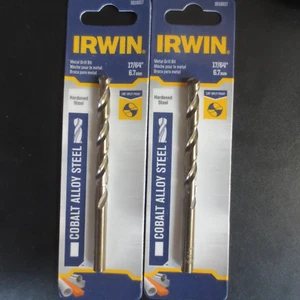 IRWIN
Metal Drill Bit
17/64"
6.7mm
Hardened
Steel
COBALT ALLOY STEEL
IRWIN
Metal Drill Bit
17/64"
6.7mm
Hardened
Steel
COBALT ALLOY STEEL